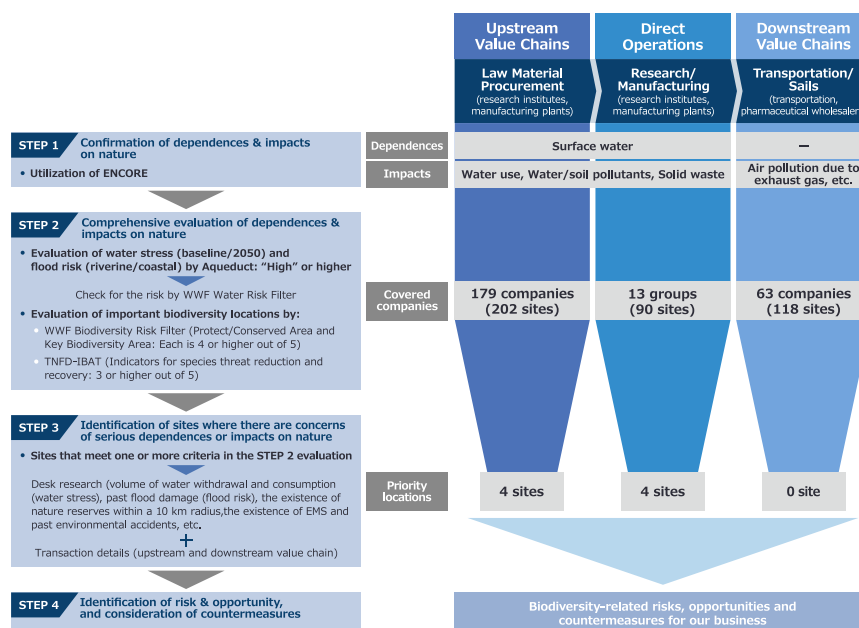 Upstream
Value Chains
Direct
Operations
Downstream
Value Chains
Law Material
Procurement
(research institutes,
manufacturing plants)
Research/
Manufacturing
(research institutes,
manufacturing plants)
Transportation/
Sails
(transportation,
pharmaceutical wholesaler
STEP 1
Confirmation of dependences & impacts
on nature
• Utilization of ENCORE
Dependences
Surface water
—
Impacts
Water use, Water/soil pollutants, Solid waste
Air pollution due to
exhaust gas, etc.
STEP 2
Comprehensive evaluation of dependences &
impacts on nature
• Evaluation of water stress (baseline/2050) and
flood risk (riverine/coastal) by Aqueduct: “High” or higher
Check for the risk by WWF Water Risk Filter
• Evaluation of important biodiversity locations by:
• WWF Biodiversity Risk Filter (Protect/Conserved Area and
Key Biodiversity Area: Each is 4 or higher out of 5)
• TNFD-IBAT (Indicators for species threat reduction and
recovery: 3 or higher out of 5)
Covered
companies
179 companies
(202 sites)
13 groups
(90 sites)
63 companies
(118 sites)
STEP 3
Identification of sites where there are concerns
of serious dependences or impacts on nature
• Sites that meet one or more criteria in the STEP 2 evaluation
Desk research (volume of water withdrawal and consumption
(water stress), past flood damage (flood risk), the existence of
nature reserves within a 10 km radius,the existence of EMS and
past environmental accidents, etc.
+
Transaction details (upstream and downstream value chain)
Priority
locations
4 sites
4 sites
0 site
STEP 4
Identification of risk & opportunity,
and consideration of countermeasures
Biodiversity-related risks, opportunities and
countermeasures for our business